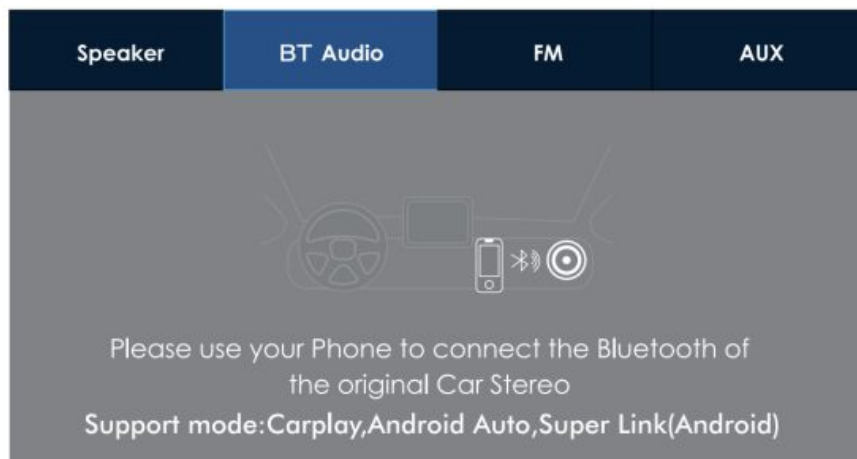 Speaker
BT Audio
FM
AUX
Please use your Phone to connect the Bluetooth of
the original Car Stereo
Support mode:Carplay,Android Auto,Super Link(Android)